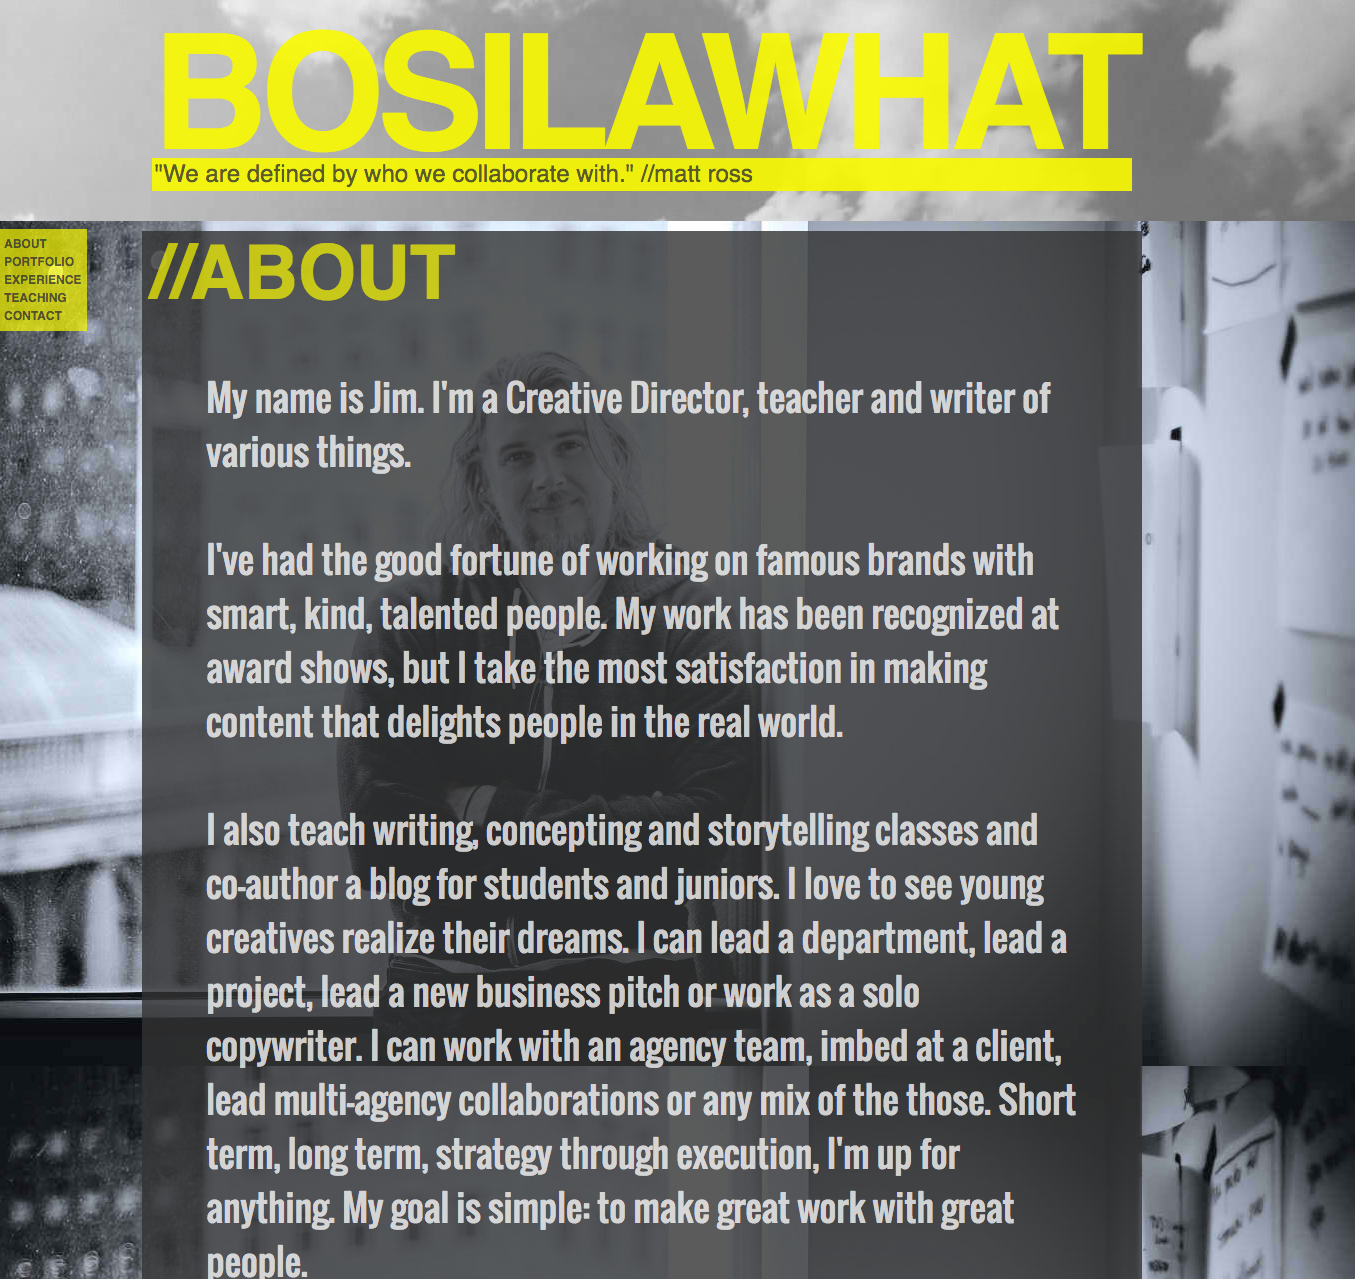 BOSILAWHAT
"We are defined by who we collaborate with." //matt ross
ABOUT
PORTFOLIO
EXPERIENCE
TEACHING
CONTACT
//ABOUT
My name is Jim. I'm a Creative Director, teacher and writer of
various things.
I've had the good fortune of working on famous brands with
smart, kind, talented people. My work has been recognized at
award shows, but I take the most satisfaction in making
content that delights people in the real world.
I also teach writing, concepting and storytelling classes and
co-author a blog for students and juniors. I love to see young
creatives realize their dreams. I can lead a department, lead a
project, lead a new business pitch or work as a solo
copywriter. I can work with an agency team, imbed at a client,
lead multi-agency collaborations or any mix of the those. Short
term, long term, strategy through execution, I'm up for
anything. My goal is simple: to make great work with great
people.